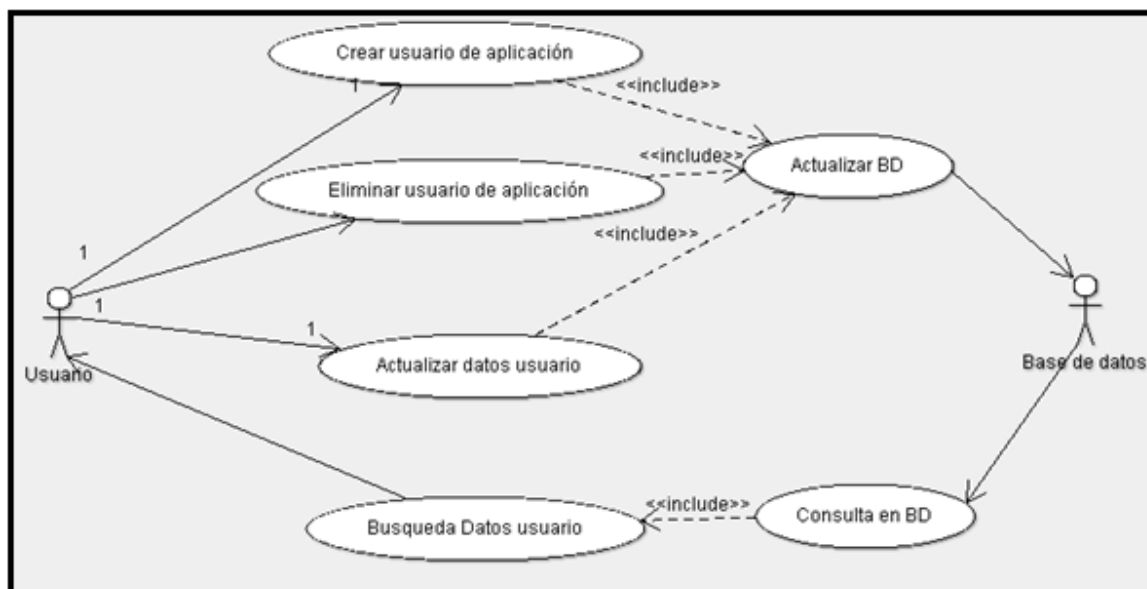 Crear usuario de aplicación
1
<<include>>
<<include>>
Actualizar BD
Eliminar usuario de aplicación
<<include>>
1
1
1
Actualizar datos usuario
Usuario
Base de datos
<<include>>
Busqueda Datos usuario
Consulta en BD